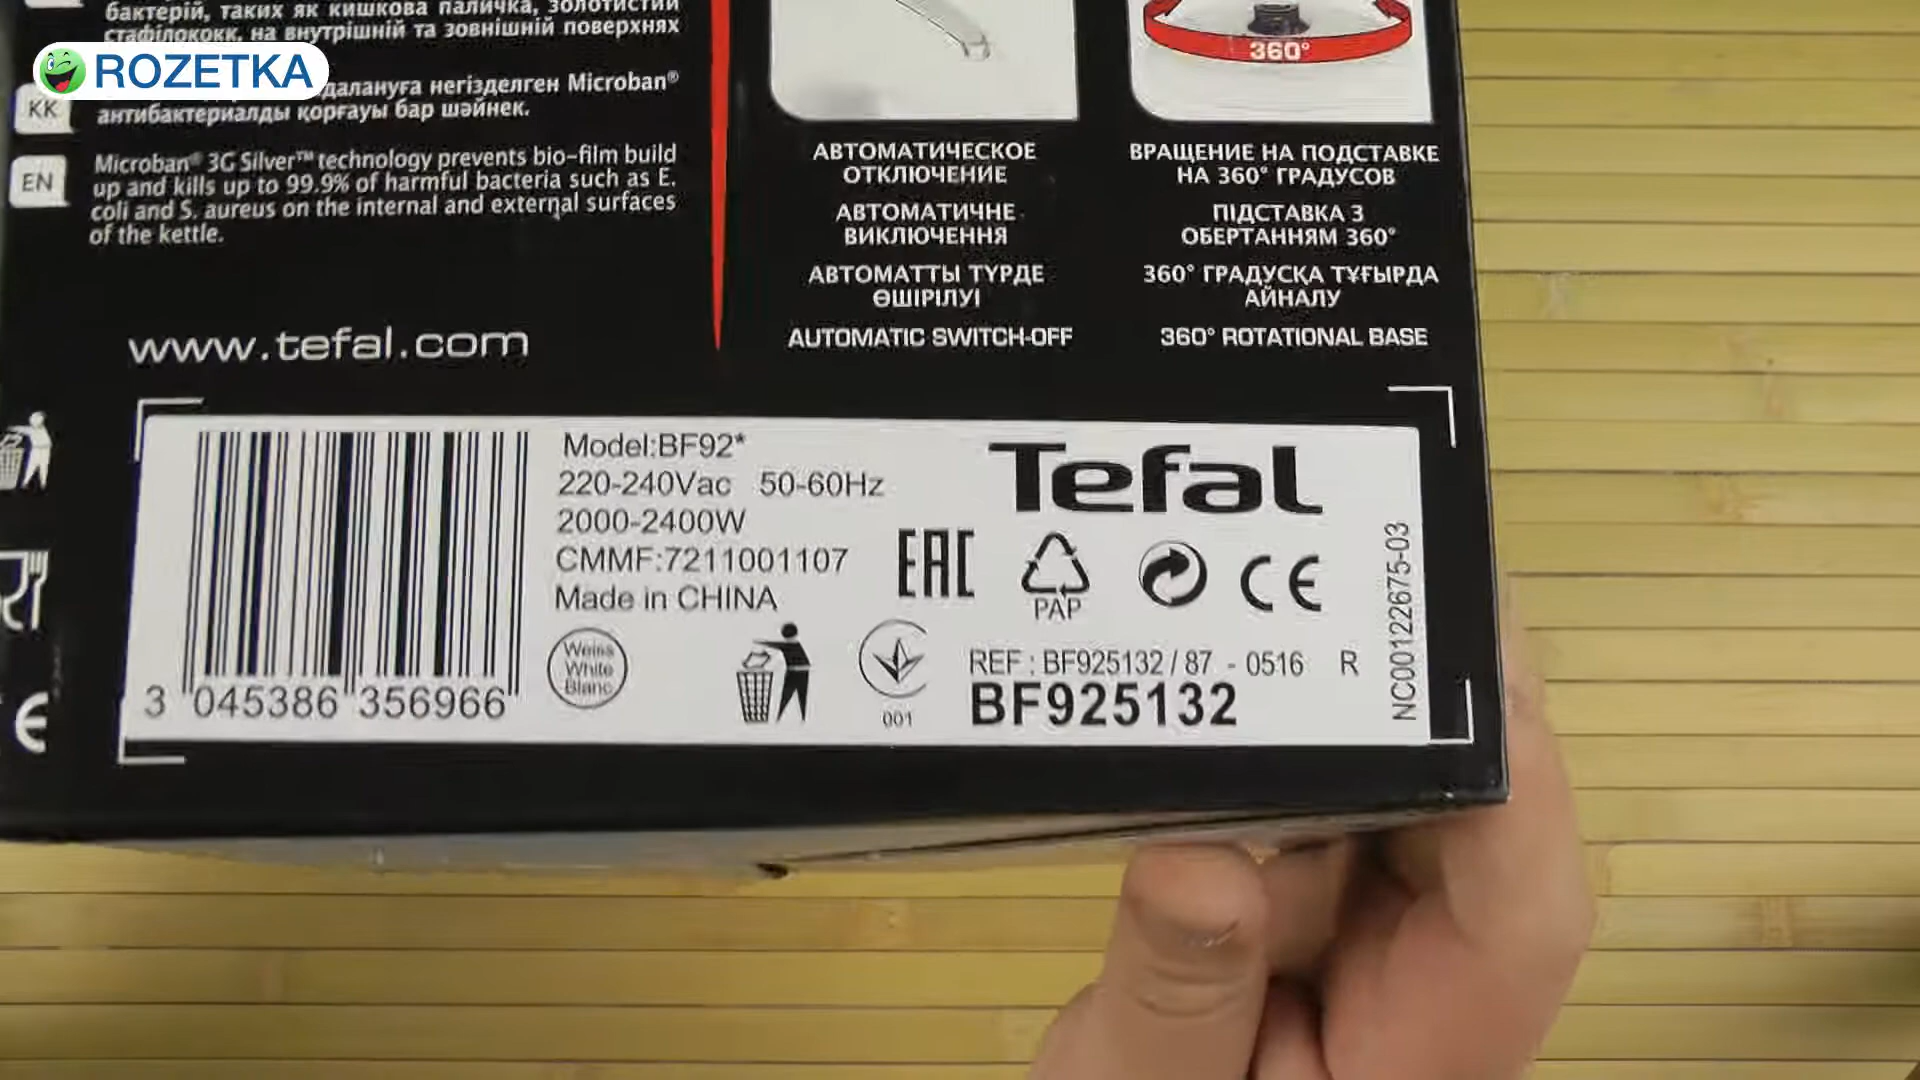 бактерій, таких як кишкова паличка, золотистий
стафілококк, на внутрішній та зовнішній поверхнях
ROZETKA
KK
далануға негізделген Microban®
антибактериалды қорғауы бар шәйнек.
EN
Microban® 3G Silver™ technology prevents bio-film build
up and kills up to 99.9% of harmful bacteria such as E.
coli and S. aureus on the internal and external surfaces
of the kettle.
www.tefal.com
360°
АВТОМАТИЧЕСКОЕ
ОТКЛЮЧЕНИЕ
АВТОМАТИЧНЕ
ВИКЛЮЧЕННЯ
АВТОМАТТЫ ТҮРДЕ
ӨШІРІЛУІ
AUTOMATIC SWITCH-OFF
ВРАЩЕНИЕ НА ПОДСТАВКЕ
НА 360° ГРАДУСОВ
ПІДСТАВКА З
ОБЕРТАННЯМ 360°
360° ГРАДУСҚА ТҰҒЫРДА
АЙНАЛУ
360° ROTATIONAL BASE
3 045386 356966
Model:BF92*
220-240Vac 50-60Hz
2000-2400W
CMMF:7211001107
Made in CHINA
Weiss
White
Blanc
Tefal
EAC
PAP
CE
001
REF : BF925132 / 87 - 0516 R
BF925132
NC00122675-03